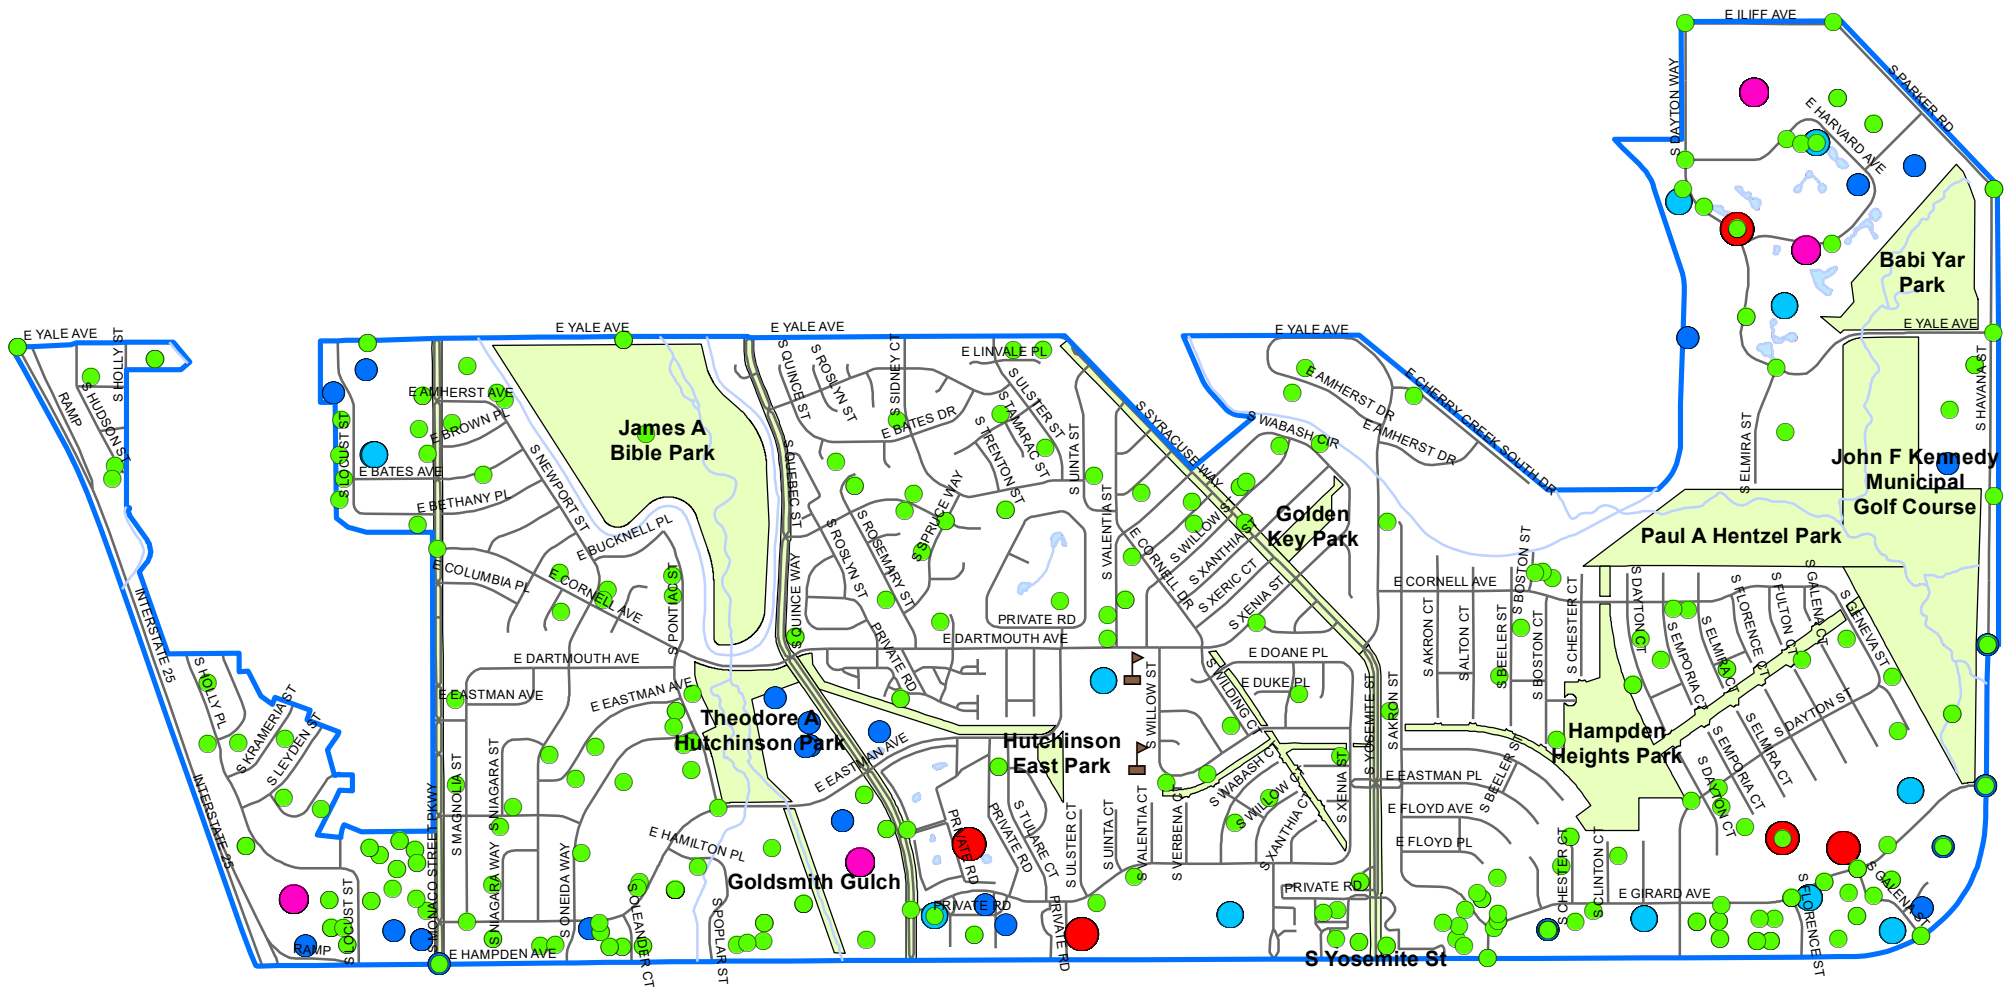 E ILIFF AVE
S PARKER RD
S DAYTON WAY
E HARVARD AVE
Babi Yar
Park
E YALE AVE
S HAVANA ST
E YALE AVE
S HOLLY ST
RAMP
S HUDSON ST
E YALE AVE
E YALE AVE
E YALE AVE
S LOCUST ST
E AMHERST AVE
E BROWN PL
E BATES AVE
E BETHANY PL
S NEWPORT ST
E BUCKNELL PL
James A
Bible Park
S QUINCE ST
S ROSLYN ST
S SIDNEY CT
E LINVALE PL
E BATES DR
S ULSTER ST
S TAMARAC ST
S TRENTON ST
S UINTA ST
S QUEBEC ST
S SPRUCE WAY
S ROSEMARY ST
S ROSLYN ST
S VALENTIA ST
S SYRACUSE WAY
S WABASH CIR
E AMHERST DR
E AMHERST DR
E CHERRY CREEK SOUTH DR
S ELMIRA ST
John F Kennedy
Municipal
Golf Course
Paul A Hentzel Park
Golden
Key Park
E CORNELL DR
S WILLOW ST
S XANTHIA ST
S XERIC CT
S XENIA ST
E COLUMBIA PL
E CORNELL AVE
S PONTIAC ST
S QUINCE WAY
PRIVATE RD
E DARTMOUTH AVE
PRIVATE RD
E CORNELL AVE
S BOSTON ST
S AKRON CT
S ALTON CT
S BEELER ST
S BOSTON CT
S CHESTER CT
S DAYTON CT
S EMPORIA CT
S ELMIRA CT
S FLORENCE CT
S FULTON CT
S GALENA CT
S GENEVA ST
INTERSTATE 25
S HOLLY PL
S KRAMERIA ST
S LEYDEN ST
E DARTMOUTH AVE
E EASTMAN AVE
E EASTMAN AVE
Theodore A
Hutchinson Park
E EASTMAN AVE
Hutchinson
East Park
S WILLOW ST
S WILDING CT
E DOANE PL
E DUKE PL
S YOSEMITE ST
S AKRON ST
Hampden
Heights Park
S DAYTON ST
S ELMIRA CT
S EMPORIA CT
S DAYTON CT
INTERSTATE 25
S MONACO STREET PKWY
S MAGNOLIA ST
S NIAGARA ST
E HAMILTON PL
PRIVATE RD
PRIVATE RD
S TULARE CT
S ULSTER CT
S UINTA CT
S VALENTIA CT
S VERBENA CT
S WABASH CT
S WILLOW CT
S XANTHIA CT
S XENIA ST
E EASTMAN PL
S BEELER ST
E FLOYD AVE
E FLOYD PL
S CHESTER CT
S CLINTON CT
E GIRARD AVE
S GALENA ST
S FLORENCE ST
Goldsmith Gulch
PRIVATE RD
PRIVATE RD
PRIVATE RD
S LOCUST ST
RAMP
S NIAGARA WAY
S ONEIDA WAY
S OLEANDER CT
S POPLAR ST
E HAMPDEN AVE
S Yosemite St